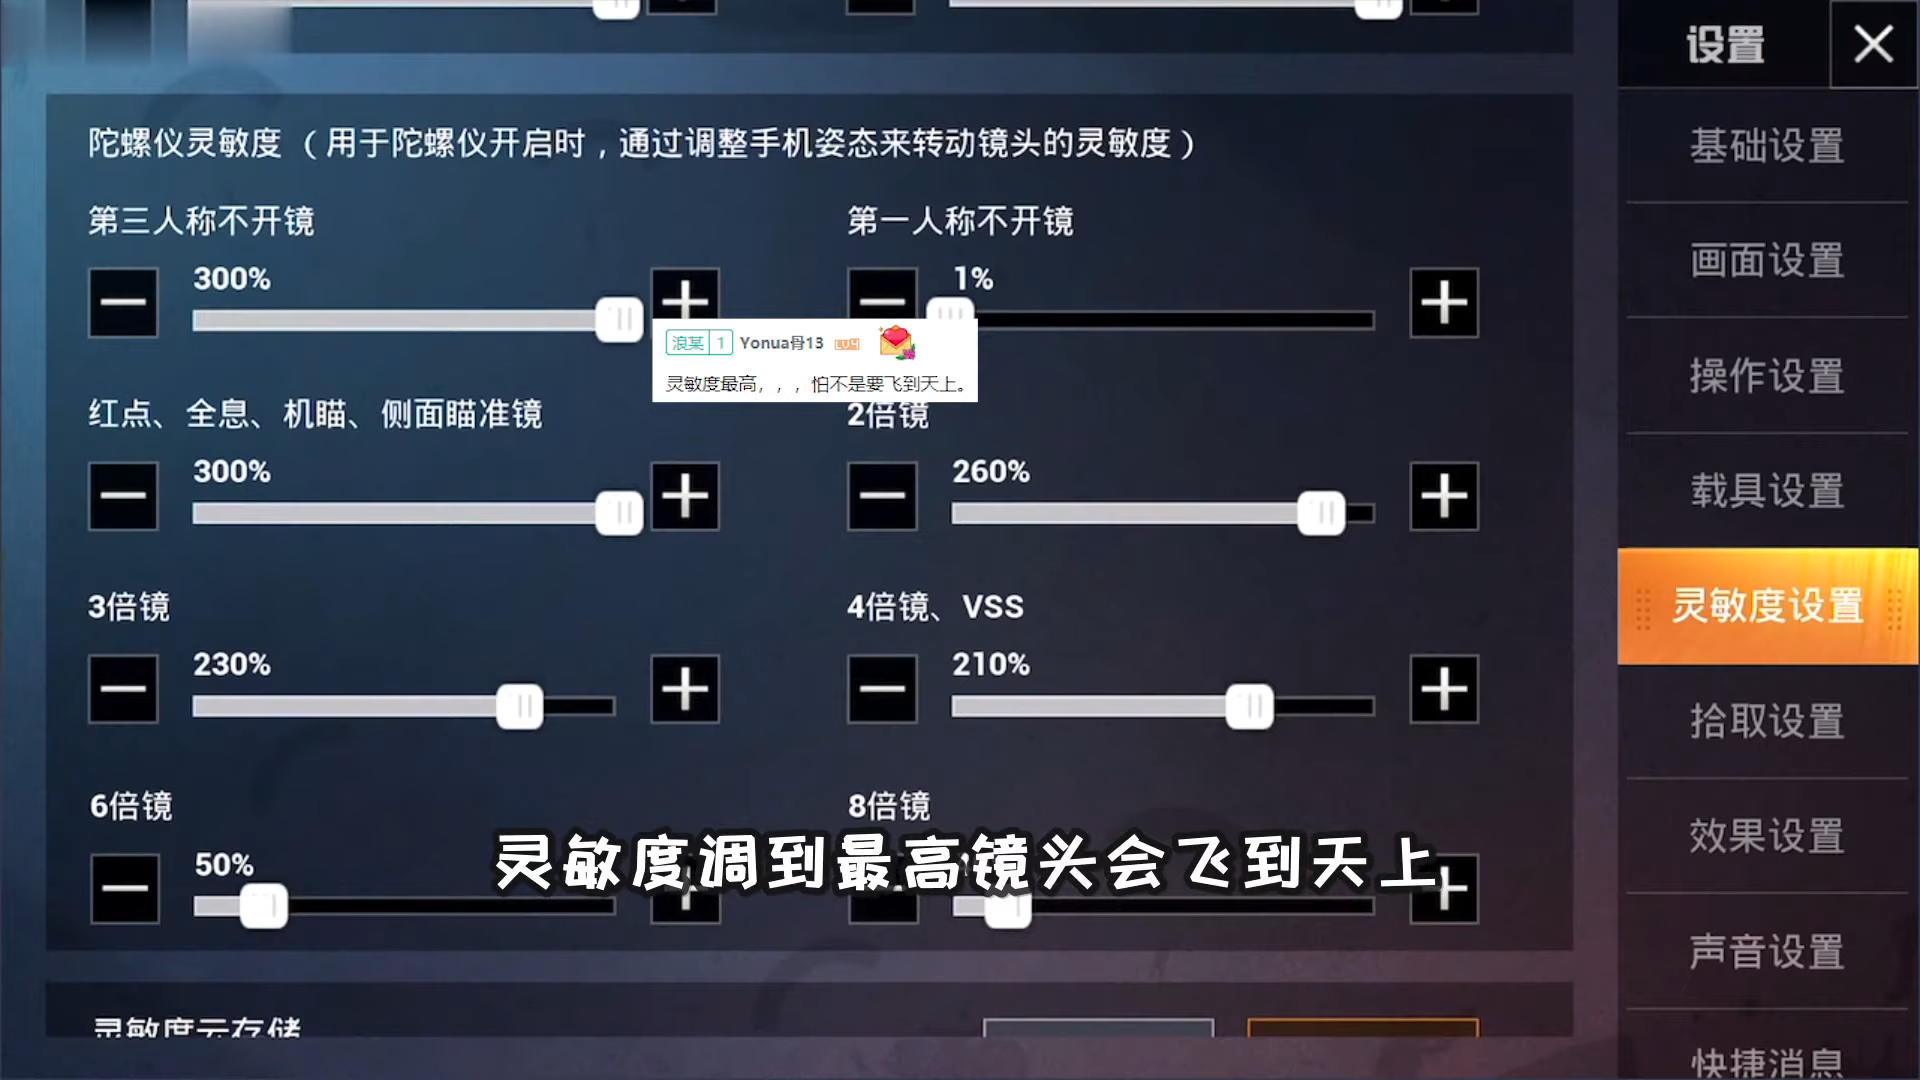 设置
陀螺仪灵敏度（用于陀螺仪开启时，通过调整手机姿态来转动镜头的灵敏度）
第三人称不开镜
300%
第一人称不开镜
1%
浪某 1 Yonua骨13
灵敏度最高，，，怕不是要飞到天上。
红点、全息、机瞄、侧面瞄准镜
300%
2倍镜
260%
3倍镜
230%
4倍镜、VSS
210%
6倍镜
50%
8倍镜
灵敏度调到最高镜头会飞到天上
灵敏度云存储
基础设置
画面设置
操作设置
载具设置
灵敏度设置
拾取设置
效果设置
声音设置
快捷消息